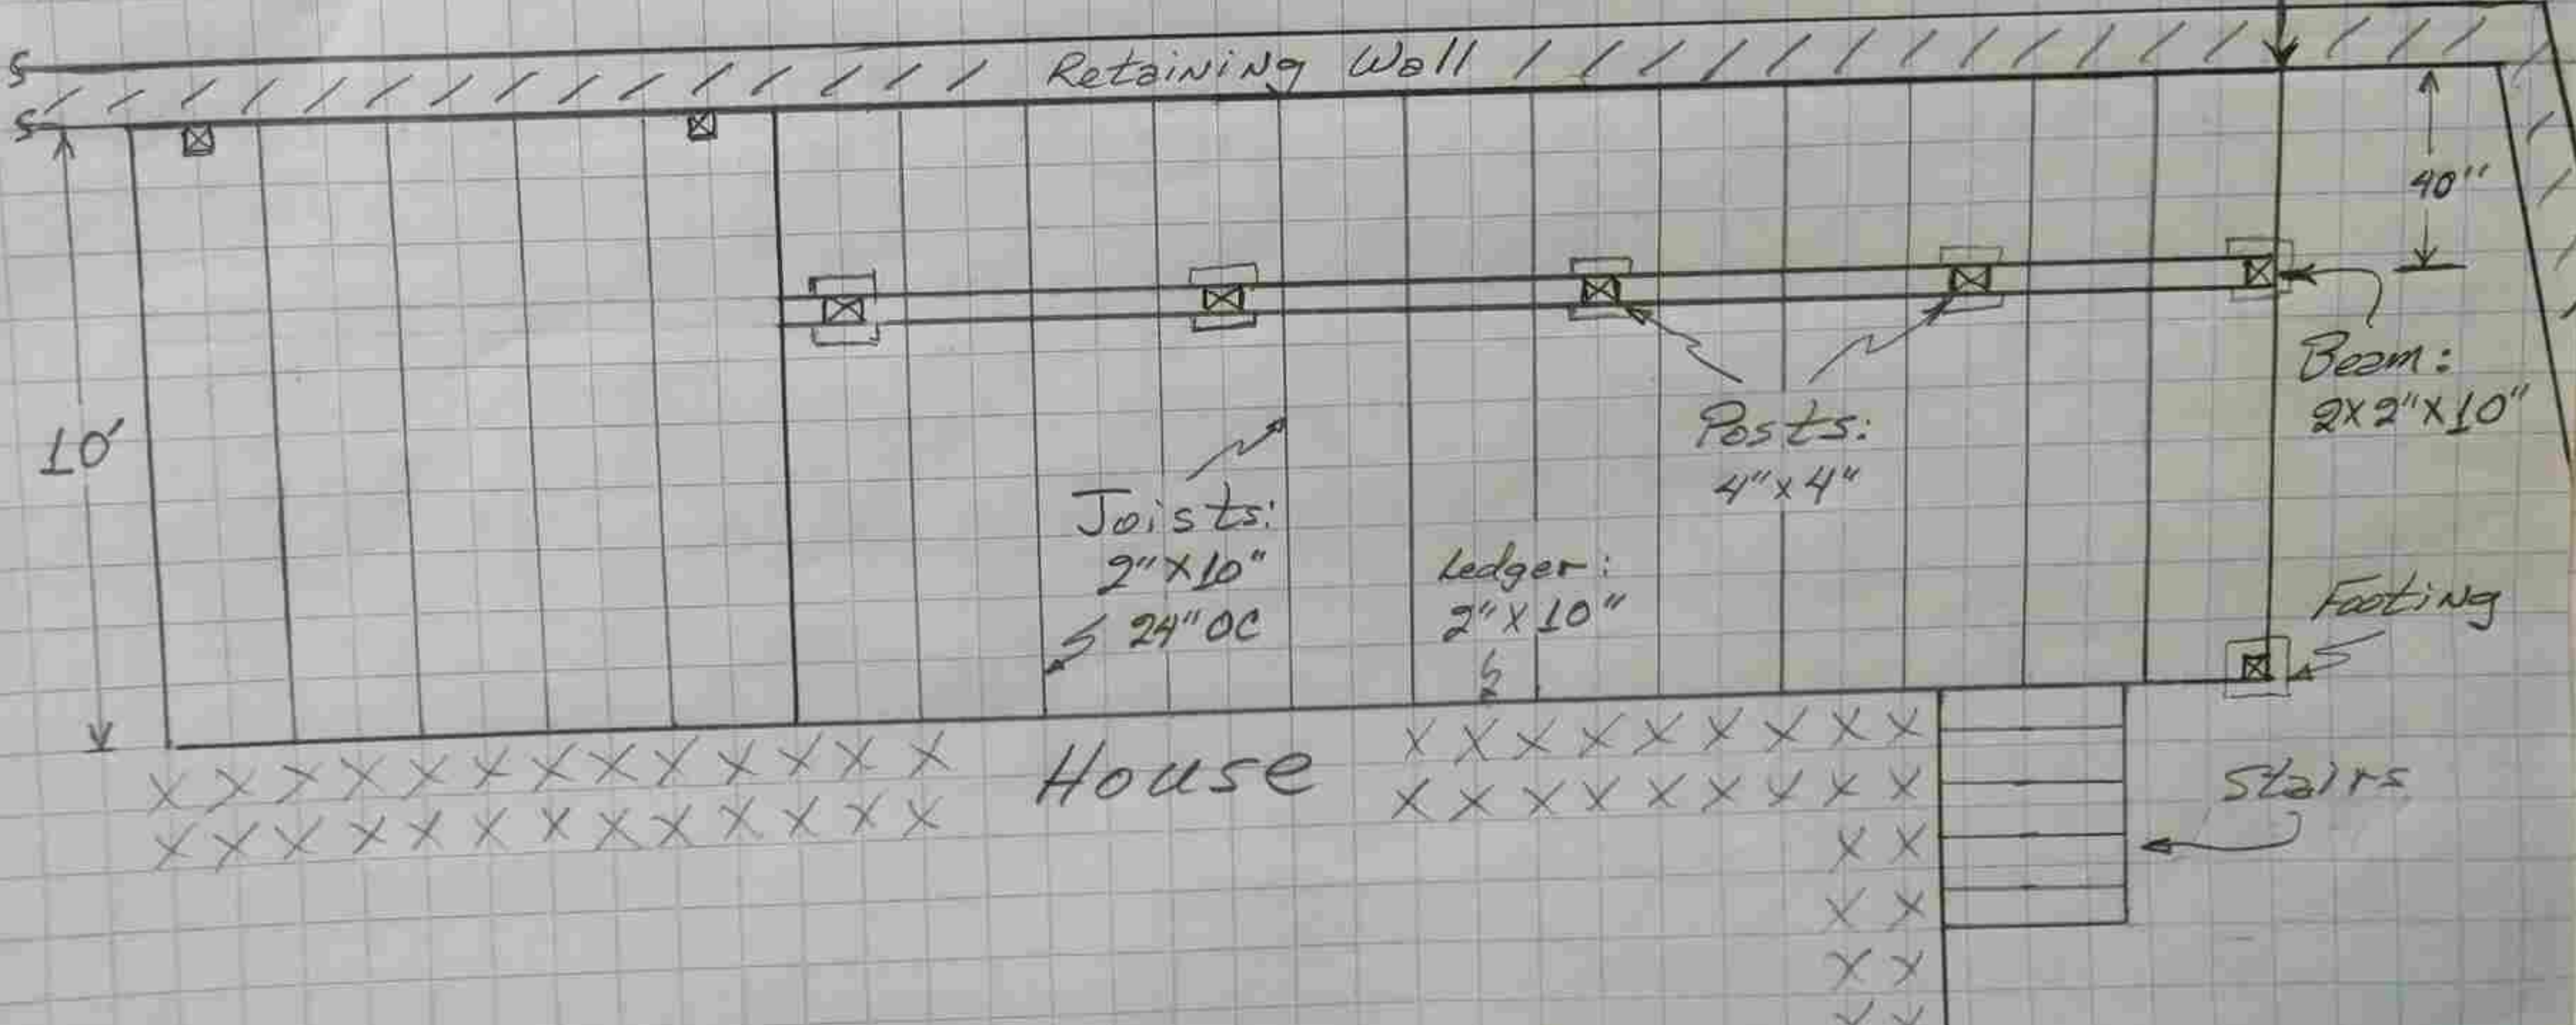 Retaining Wall
40"
Beam:
2X2"X10"
10'
Posts:
4"x4"
Joists:
2"X10"
24"OC
Ledger:
2"X10"
Footing
House
Stairs